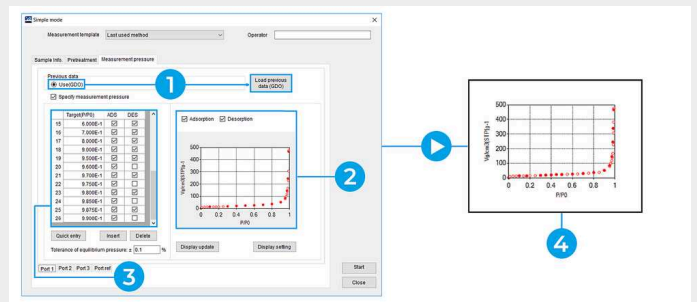 Simple mode
Measurement template Last used method Operator
Sample info. Pretreatment Measurement pressure
Previous data
Use(GDO)
1
Load previous data (GDO)
Specify measurement pressure
Target(P/P0) ADS DES
15 6.000E-1
16 7.000E-1
17 8.000E-1
18 9.000E-1
19 9.500E-1
20 9.600E-1
21 9.700E-1
22 9.750E-1
23 9.800E-1
24 9.850E-1
25 9.875E-1
26 9.900E-1
Quick entry Insert Delete
Tolerance of equilibrium pressure: ± 0.1 %
Adsorption Desorption
500
400
300
200
100
0
Vg/cm3(STP)g-1
0 0.2 0.4 0.6 0.8 1
P/P0
Display update Display setting
2
3
Port 1 Port 2 Port 3 Port ref.
Start
Close
500
400
300
200
100
0
Vg/cm3(STP)g-1
0 0.2 0.4 0.6 0.8 1
P/P0
4